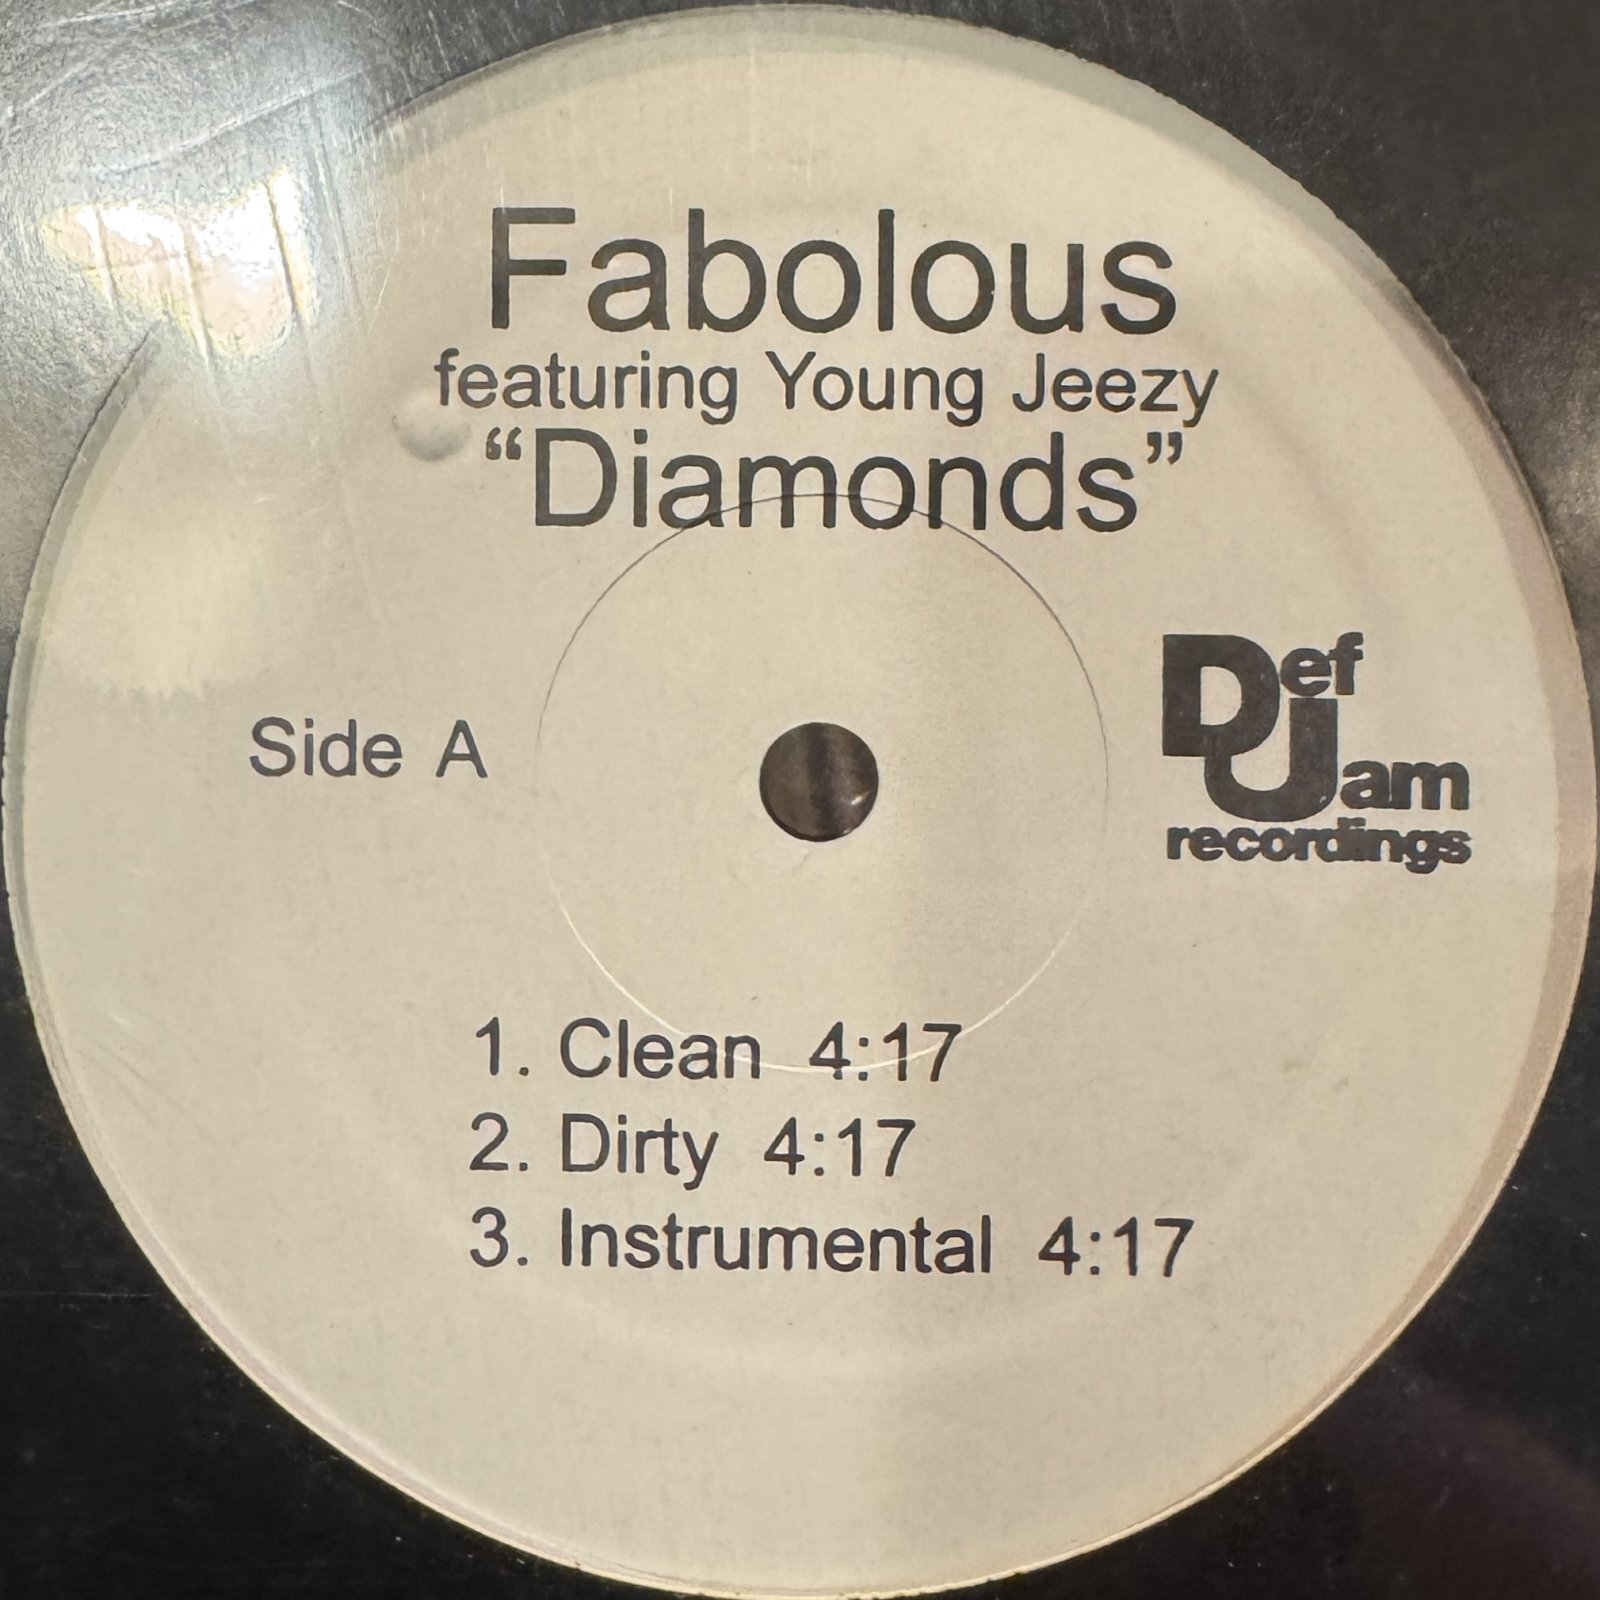 Fabolous
featuring Young Jeezy
“Diamonds”
Side A
Def
Jam
recordings
1. Clean 4:17
2. Dirty 4:17
3. Instrumental 4:17